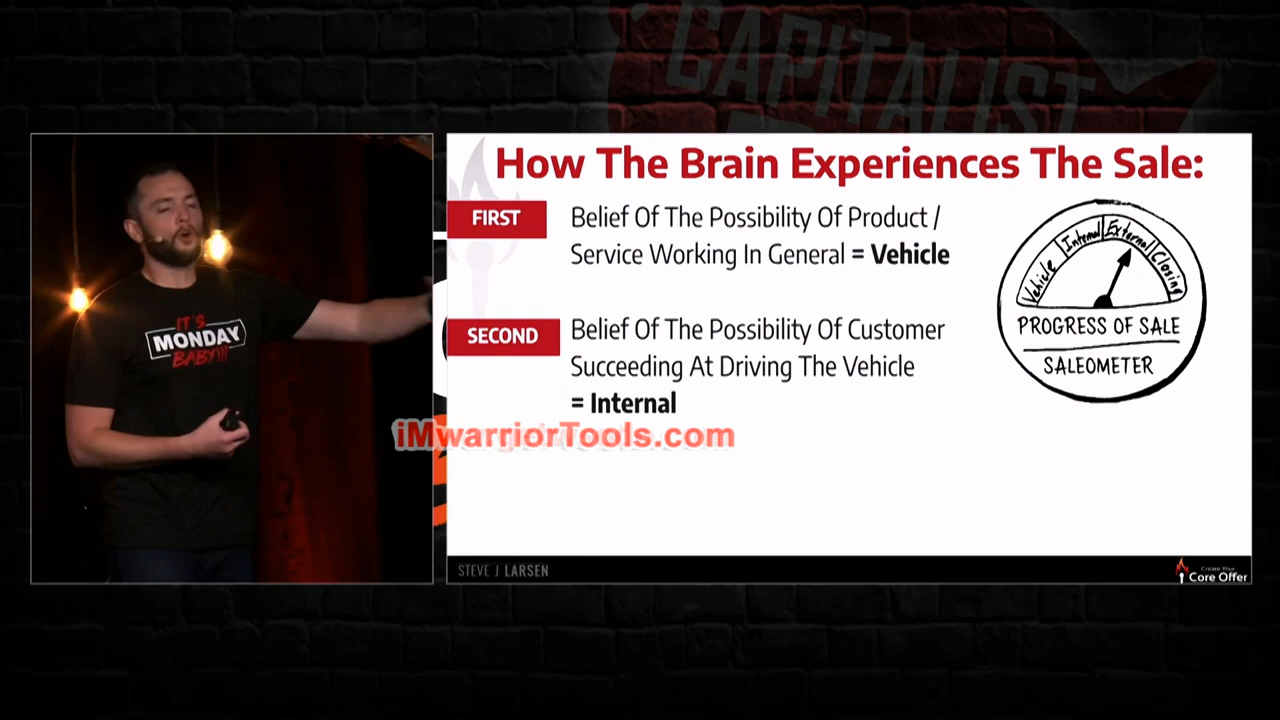 CAPITALIST
IT'S
MONDAY
BABY!!!
How The Brain Experiences The Sale:
FIRST
Belief Of The Possibility Of Product /
Service Working In General = Vehicle
SECOND
Belief Of The Possibility Of Customer
Succeeding At Driving The Vehicle
= Internal
Vehicle
Internal
External
Closing
PROGRESS OF SALE
SALEOMETER
iMwarriorTools.com
STEVE J LARSEN
Create Your
Core Offer